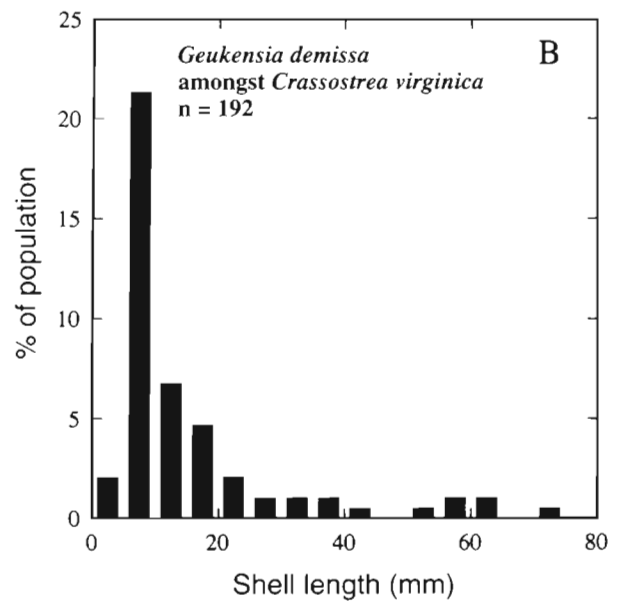 25
20
15
10
5
0
% of population
Geukensia demissa
amongst Crassostrea virginica
n = 192
B
0 20 40 60 80
Shell length (mm)